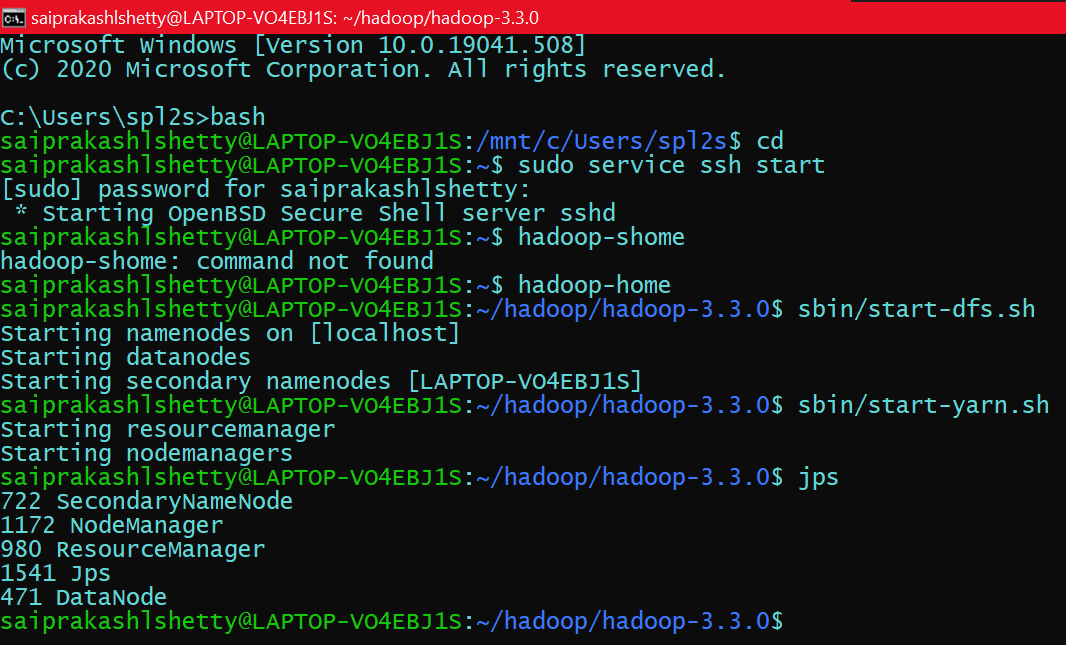 saiprakashlshetty@LAPTOP-VO4EBJ1S: ~/hadoop/hadoop-3.3.0
Microsoft Windows [Version 10.0.19041.508]
(c) 2020 Microsoft Corporation. All rights reserved.
C:\Users\spl2s>bash
saiprakashlshetty@LAPTOP-VO4EBJ1S:/mnt/c/Users/spl2s$ cd
saiprakashlshetty@LAPTOP-VO4EBJ1S:~$ sudo service ssh start
[sudo] password for saiprakashlshetty:
 * Starting OpenBSD Secure Shell server sshd
saiprakashlshetty@LAPTOP-VO4EBJ1S:~$ hadoop-shome
hadoop-shome: command not found
saiprakashlshetty@LAPTOP-VO4EBJ1S:~$ hadoop-home
saiprakashlshetty@LAPTOP-VO4EBJ1S:~/hadoop/hadoop-3.3.0$ sbin/start-dfs.sh
Starting namenodes on [localhost]
Starting datanodes
Starting secondary namenodes [LAPTOP-VO4EBJ1S]
saiprakashlshetty@LAPTOP-VO4EBJ1S:~/hadoop/hadoop-3.3.0$ sbin/start-yarn.sh
Starting resourcemanager
Starting nodemanagers
saiprakashlshetty@LAPTOP-VO4EBJ1S:~/hadoop/hadoop-3.3.0$ jps
722 SecondaryNameNode
1172 NodeManager
980 ResourceManager
1541 Jps
471 DataNode
saiprakashlshetty@LAPTOP-VO4EBJ1S:~/hadoop/hadoop-3.3.0$